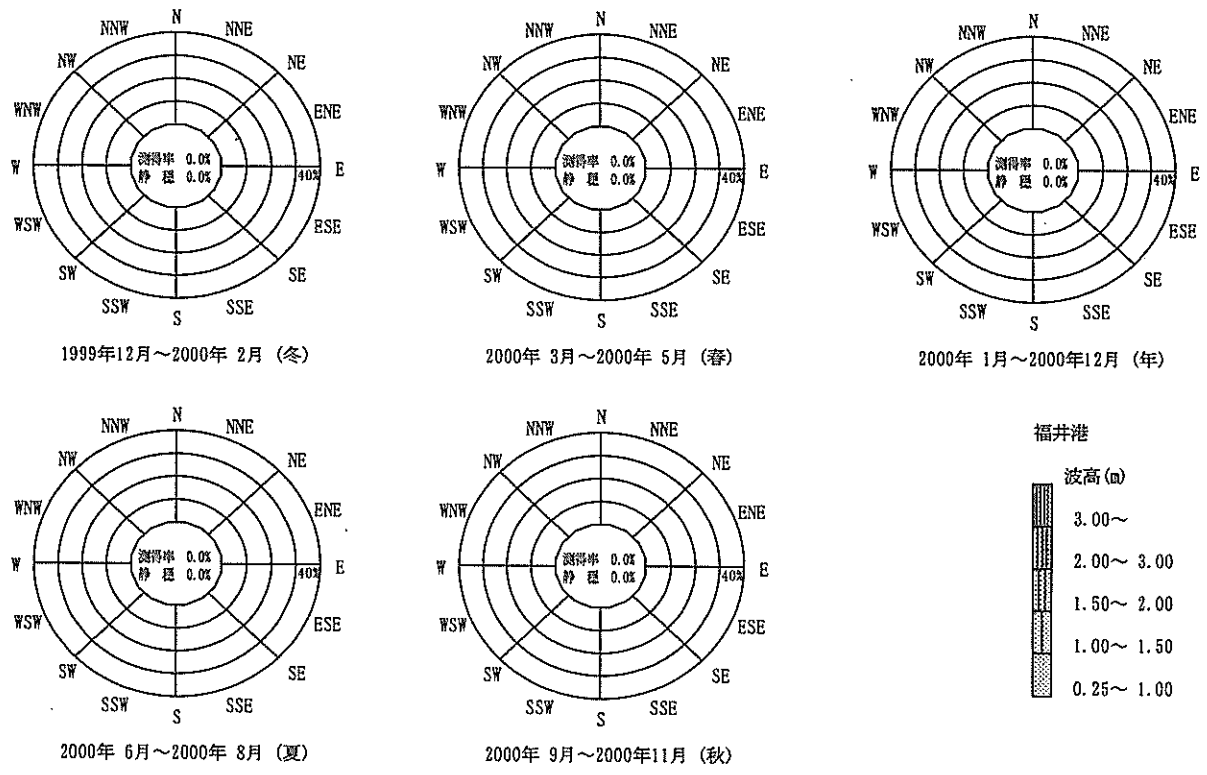 N
NNW NNE
NW NE
WNW ENE
測得率 0.0%
静 穏 0.0%
W 40% E
WSW ESE
SW SE
SSW SSE
S
1999年12月～2000年 2月 (冬)
N
NNW NNE
NW NE
WNW ENE
測得率 0.0%
静 穏 0.0%
W 40% E
WSW ESE
SW SE
SSW SSE
S
2000年 3月～2000年 5月 (春)
N
NNW NNE
NW NE
WNW ENE
測得率 0.0%
静 穏 0.0%
W 40% E
WSW ESE
SW SE
SSW SSE
S
2000年 1月～2000年12月 (年)
N
NNW NNE
NW NE
WNW ENE
測得率 0.0%
静 穏 0.0%
W 40% E
WSW ESE
SW SE
SSW SSE
S
2000年 6月～2000年 8月 (夏)
N
NNW NNE
NW NE
WNW ENE
測得率 0.0%
静 穏 0.0%
W 40% E
WSW ESE
SW SE
SSW SSE
S
2000年 9月～2000年11月 (秋)
福井港
波高(m)
3.00～
2.00～ 3.00
1.50～ 2.00
1.00～ 1.50
0.25～ 1.00